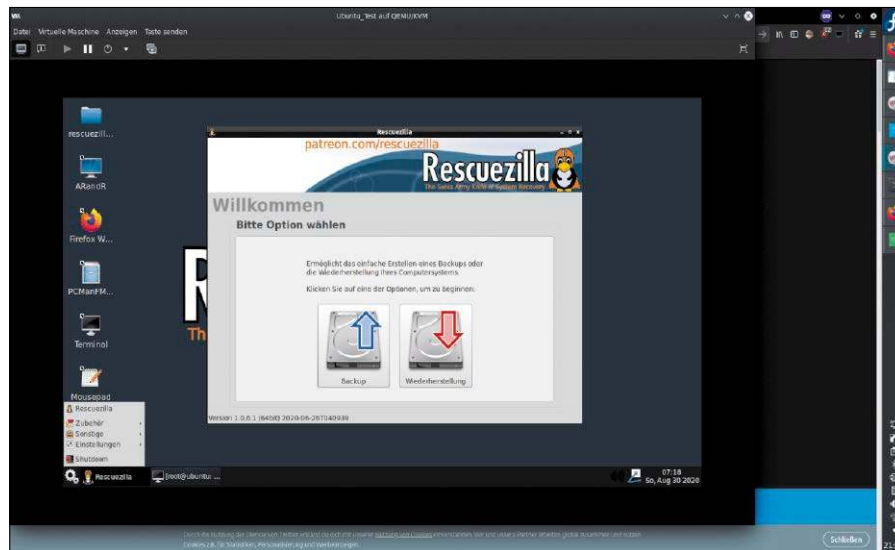 Ubuntu_Test auf QEMU/KVM
Datei Virtuelle Maschine Anzeigen Taste senden
rescuezill...
ARandR
Firefox W...
PCManFM...
Terminal
Mousepad
Th
Rescuezilla
patreon.com/rescuezilla
Rescuezilla
The Swiss Army Knife of System Recovery
Willkommen
Bitte Option wählen
Ermöglicht das einfache Erstellen eines Backups oder
die Wiederherstellung Ihres Computersystems.
Klicken Sie auf eine der Optionen, um zu beginnen.
Backup
Wiederherstellung
Version 1.0.6.1 (64bit) 2020-06-26T040939
Rescuezilla
Zubehör
Sonstige
Einstellungen
Shutdown
Rescuezilla
[root@ubuntu: ...
07:18
So, Aug 30 2020
Schließen